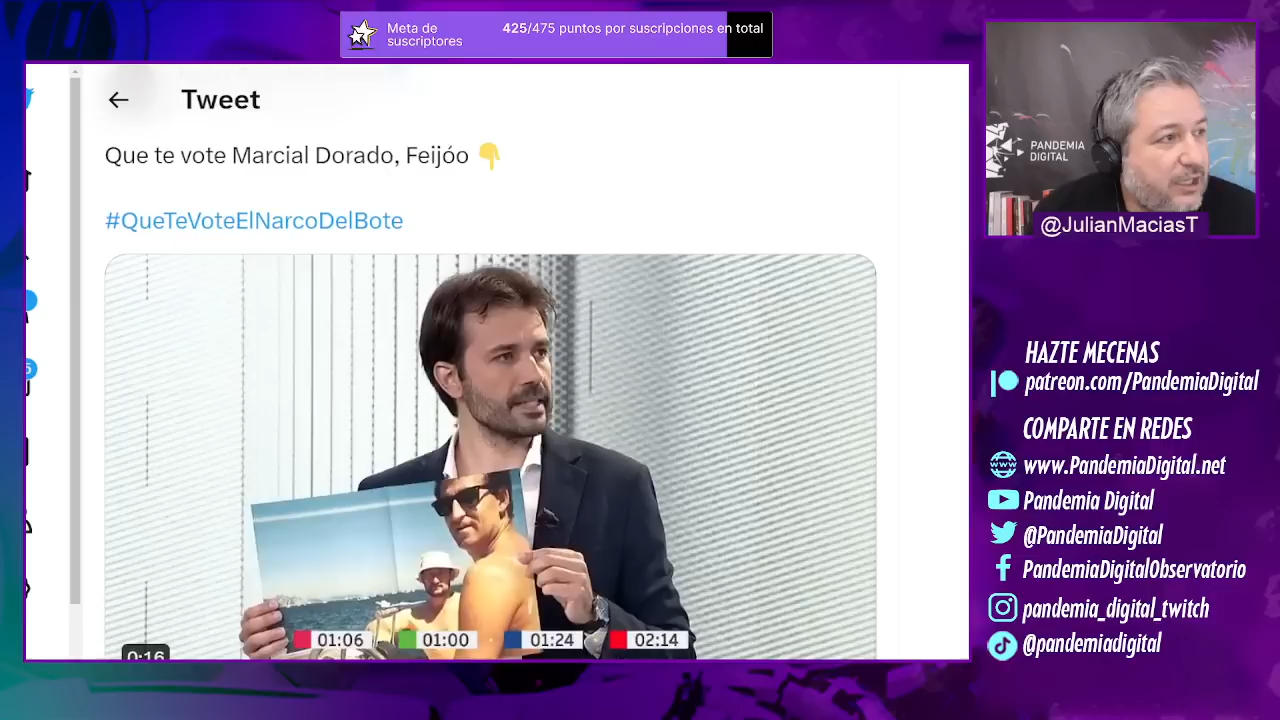 Meta de
suscriptores
425/475 puntos por suscripciones en total
Tweet
Que te vote Marcial Dorado, Feijóo 👇
#QueTeVoteElNarcoDelBote
01:06
01:00
01:24
02:14
0:16
PANDEMIA
DIGITAL
@JulianMaciasT
HAZTE MECENAS
patreon.com/PandemiaDigital
COMPARTE EN REDES
www
www.PandemiaDigital.net
Pandemia Digital
@PandemiaDigital
PandemiaDigitalObservatorio
pandemia_digital_twitch
@pandemiadigital